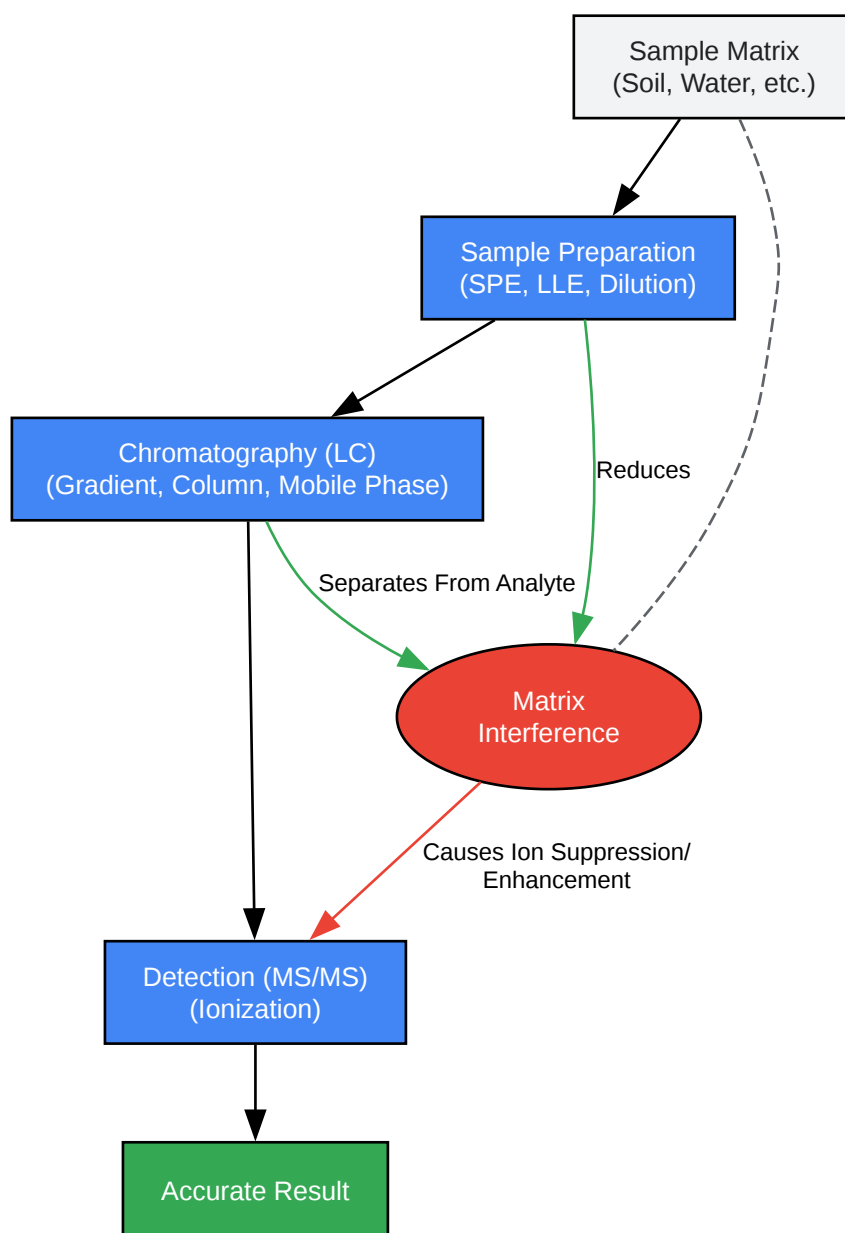 Sample Matrix
(Soil, Water, etc.)
Sample Preparation
(SPE, LLE, Dilution)
Chromatography (LC)
(Gradient, Column, Mobile Phase)
Reduces
Separates From Analyte
Matrix
Interference
Causes Ion Suppression/
Enhancement
Detection (MS/MS)
(Ionization)
Accurate Result